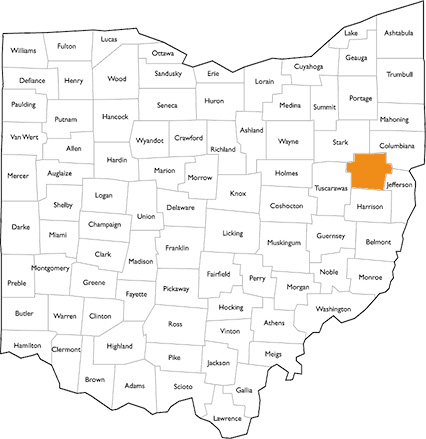 Lake
Ashtabula
Lucas
Williams
Fulton
Ottawa
Cuyahoga
Geauga
Trumbull
Defiance
Henry
Wood
Sandusky
Erie
Lorain
Paulding
Seneca
Huron
Medina
Summit
Portage
Putnam
Hancock
Mahoning
Van Wert
Allen
Wyandot
Crawford
Richland
Ashland
Wayne
Stark
Columbiana
Hardin
Mercer
Auglaize
Marion
Morrow
Holmes
Tuscarawas
Jefferson
Logan
Knox
Shelby
Union
Delaware
Coshocton
Harrison
Darke
Miami
Champaign
Licking
Muskingum
Guernsey
Belmont
Clark
Madison
Franklin
Montgomery
Preble
Greene
Fayette
Pickaway
Fairfield
Perry
Morgan
Noble
Monroe
Butler
Warren
Clinton
Ross
Hocking
Athens
Washington
Hamilton
Clermont
Highland
Vinton
Pike
Jackson
Meigs
Brown
Adams
Scioto
Gallia
Lawrence